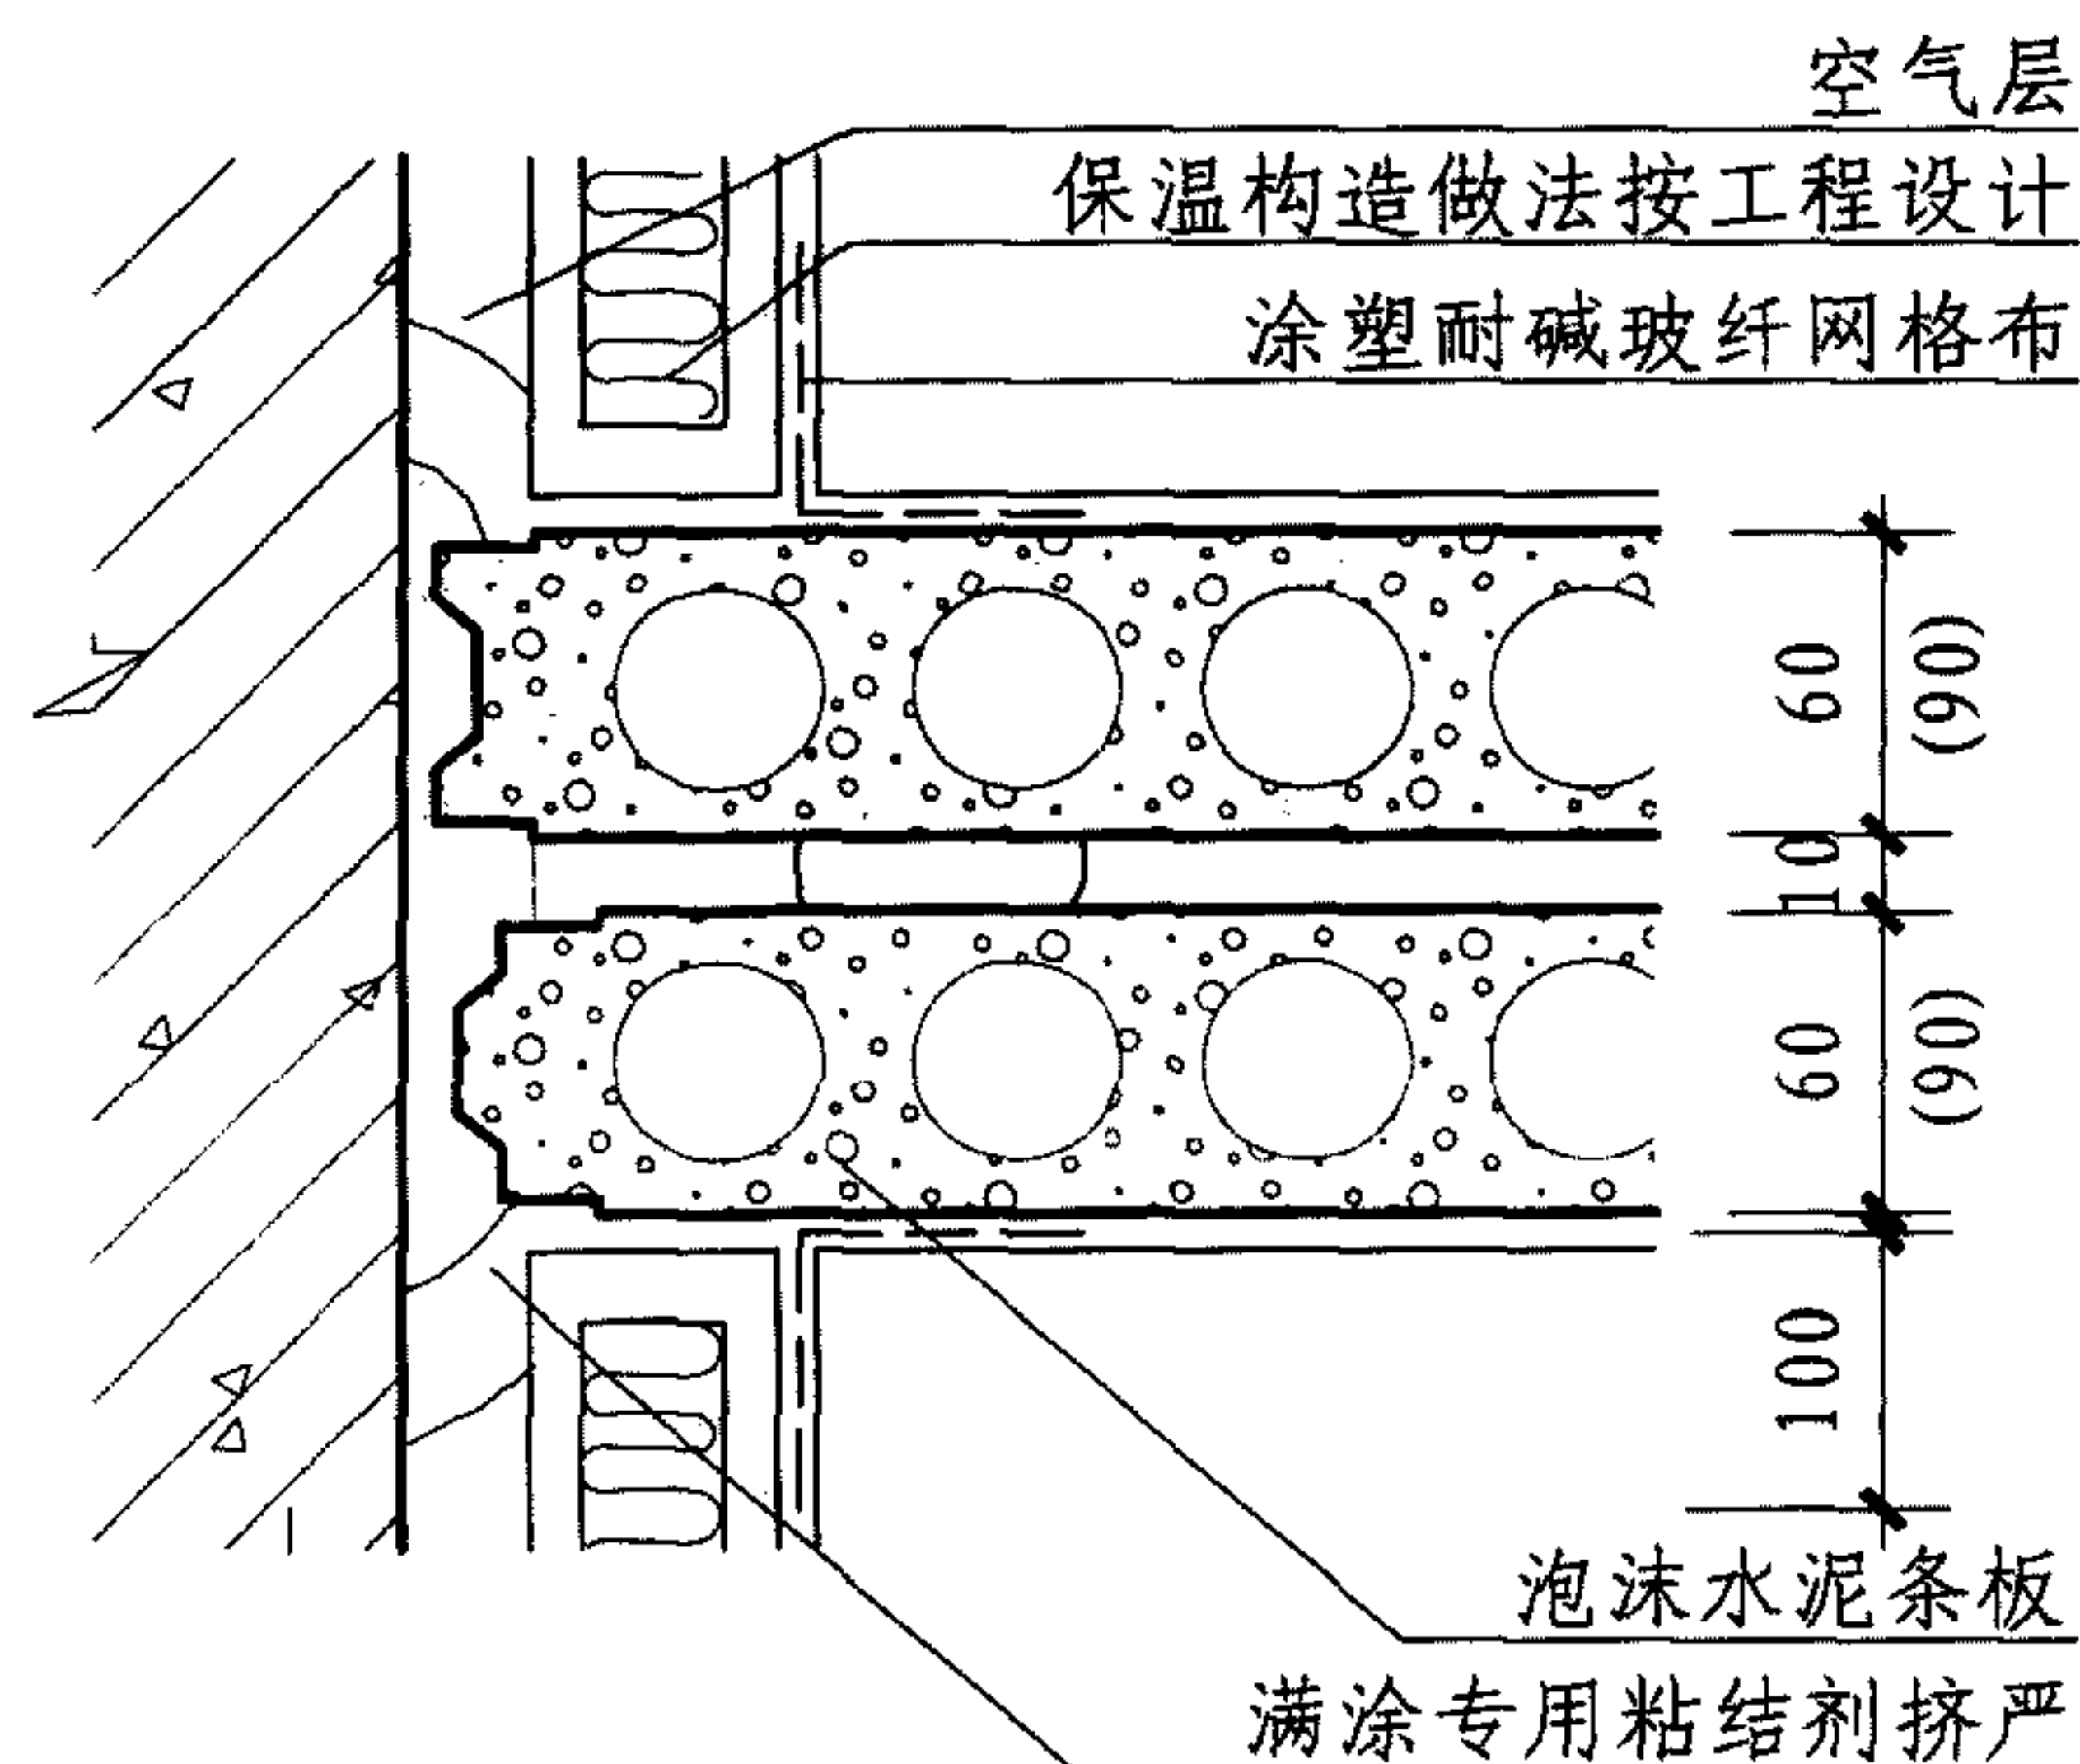 空气层
保温构造做法按工程设计
涂塑耐碱玻纤网格布
60
(90)
10
60
(90)
100
泡沫水泥条板
满涂专用粘结剂挤严